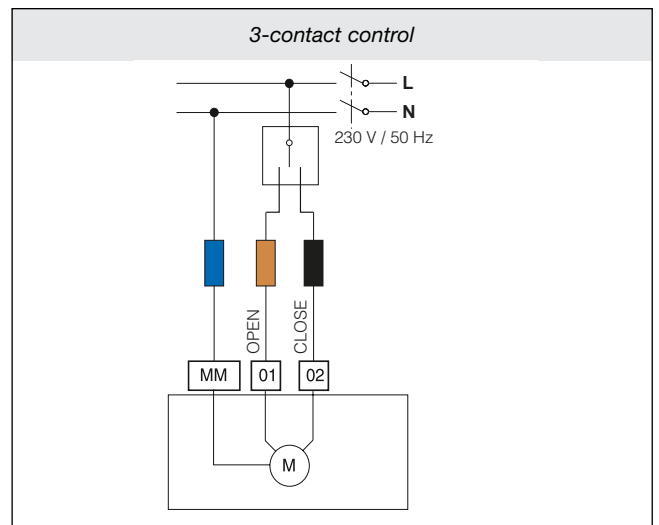 3-contact control
L
N
230 V / 50 Hz
OPEN
CLOSE
MM
01
02
M